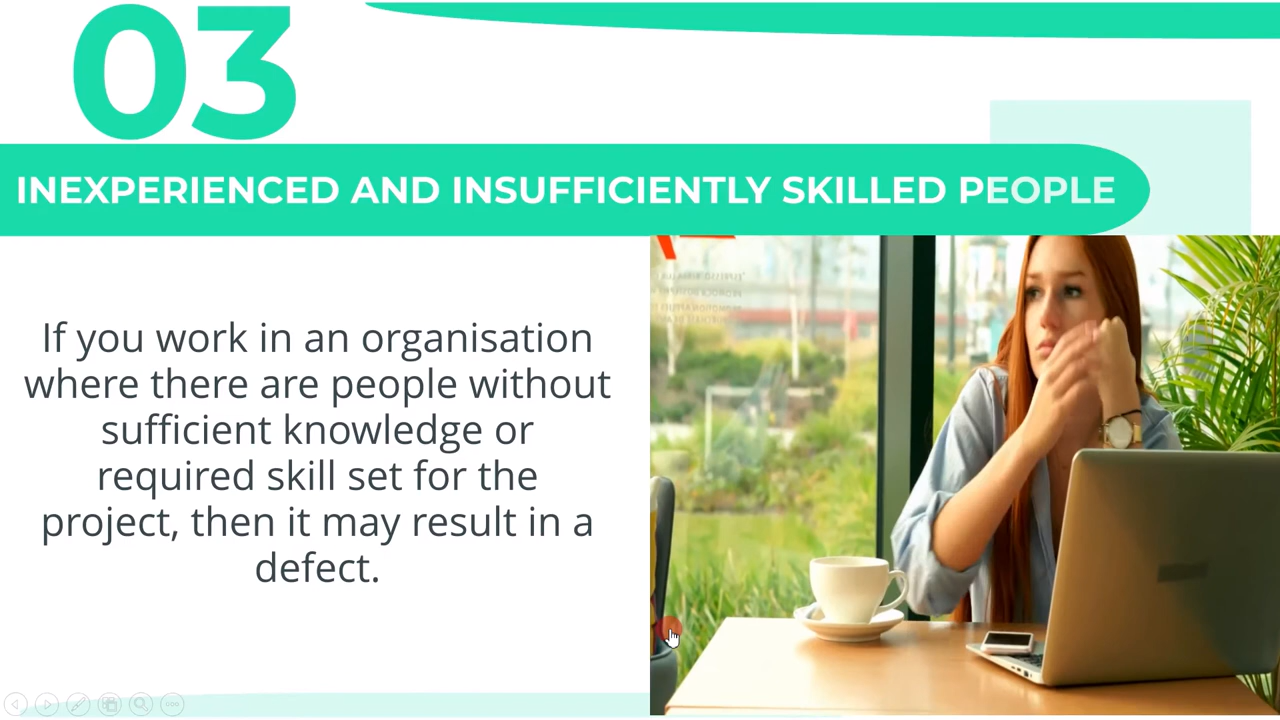 03
INEXPERIENCED AND INSUFFICIENTLY SKILLED PEOPLE
If you work in an organisation
where there are people without
sufficient knowledge or
required skill set for the
project, then it may result in a
defect.